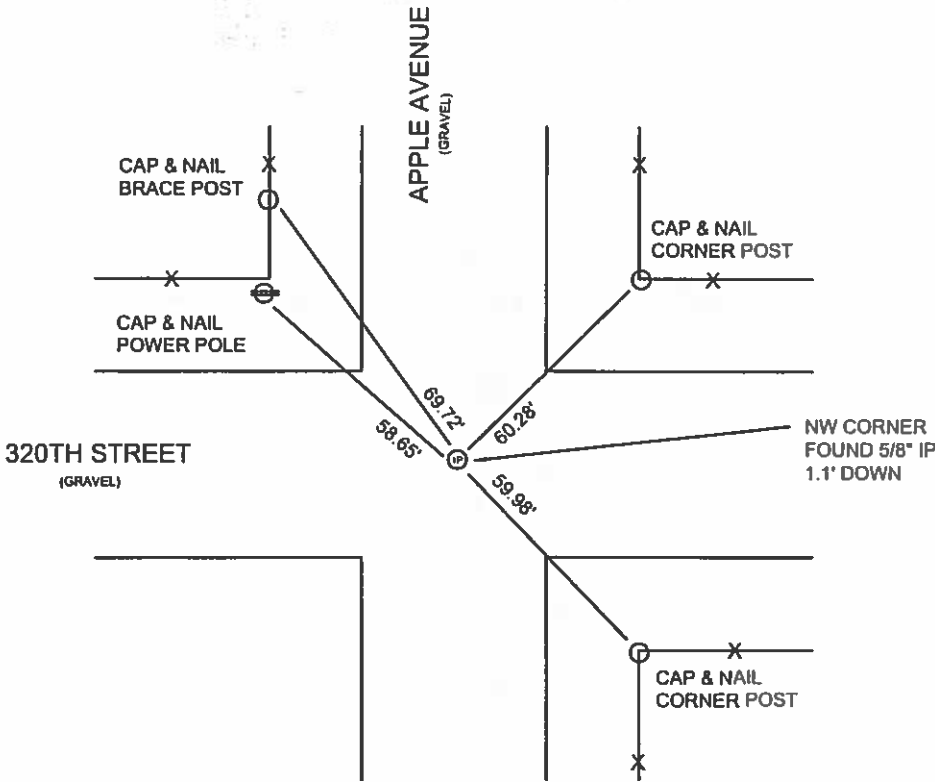 APPLE AVENUE
(GRAVEL)
CAP & NAIL
BRACE POST
CAP & NAIL
CORNER POST
CAP & NAIL
POWER POLE
69.72'
58.65'
60.28'
320TH STREET
(GRAVEL)
IP
NW CORNER
FOUND 5/8" IP
1.1' DOWN
59.98'
CAP & NAIL
CORNER POST